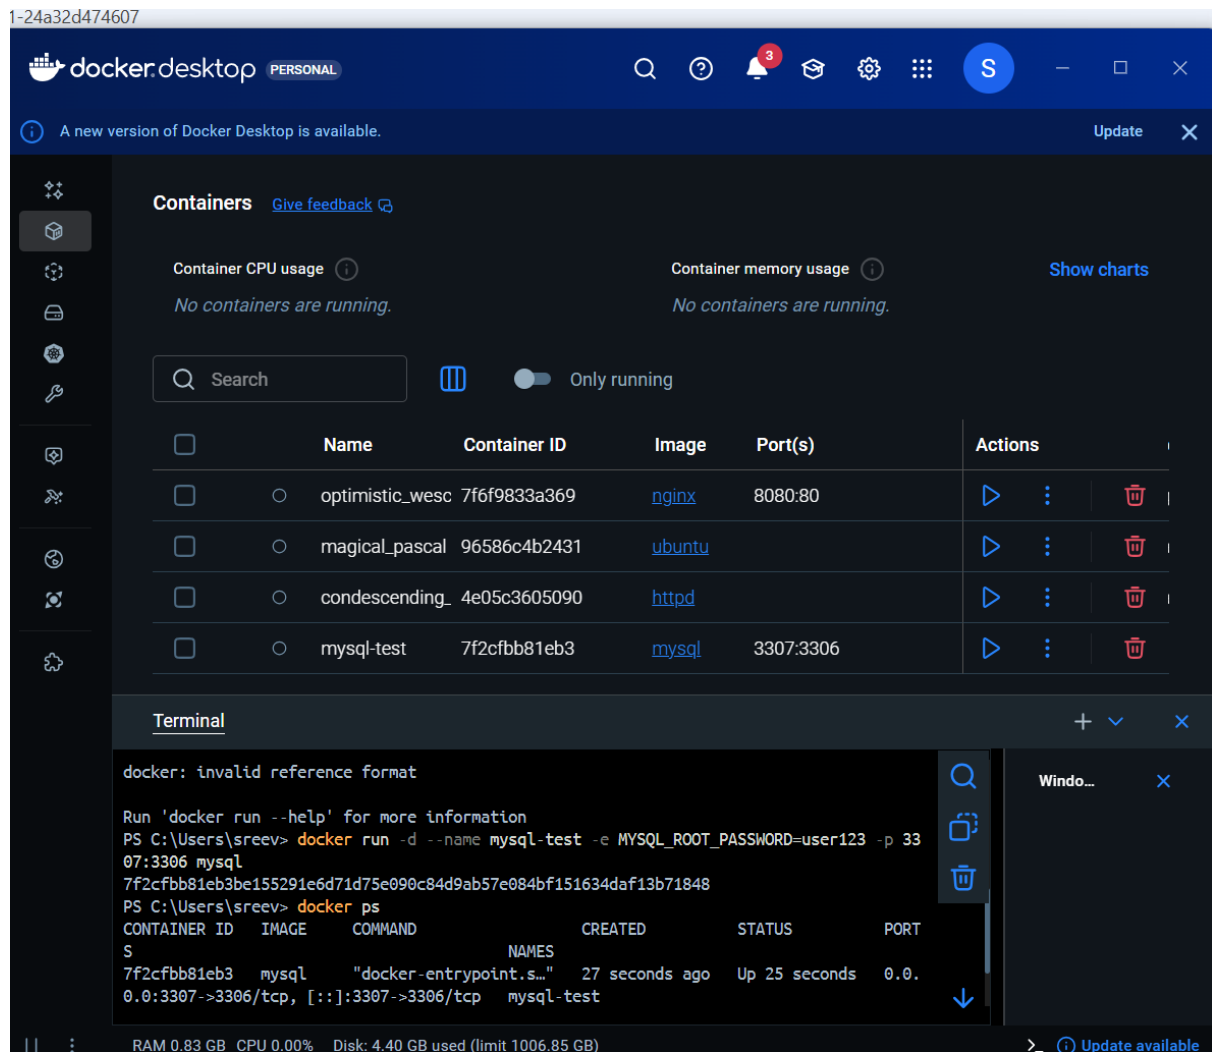 1-24a32d474607
docker.desktop PERSONAL 3 S
A new version of Docker Desktop is available. Update
Containers Give feedback
Container CPU usage Container memory usage Show charts
No containers are running. No containers are running.
Search Only running
Name Container ID Image Port(s) Actions
optimistic_wesc 7f6f9833a369 nginx 8080:80
magical_pascal 96586c4b2431 ubuntu
condescending_ 4e05c3605090 httpd
mysql-test 7f2cfbb81eb3 mysql 3307:3306
Terminal
docker: invalid reference format
Windo...
Run 'docker run --help' for more information
PS C:\Users\sreev> docker run -d --name mysql-test -e MYSQL_ROOT_PASSWORD=user123 -p 33
07:3306 mysql
7f2cfbb81eb3be155291e6d71d75e090c84d9ab57e084bf151634daf13b71848
PS C:\Users\sreev> docker ps
CONTAINER ID IMAGE COMMAND CREATED STATUS PORT
S NAMES
7f2cfbb81eb3 mysql "docker-entrypoint.s…" 27 seconds ago Up 25 seconds 0.0.
0.0:3307->3306/tcp, [::]:3307->3306/tcp mysql-test
RAM 0.83 GB CPU 0.00% Disk: 4.40 GB used (limit 1006.85 GB) Update available